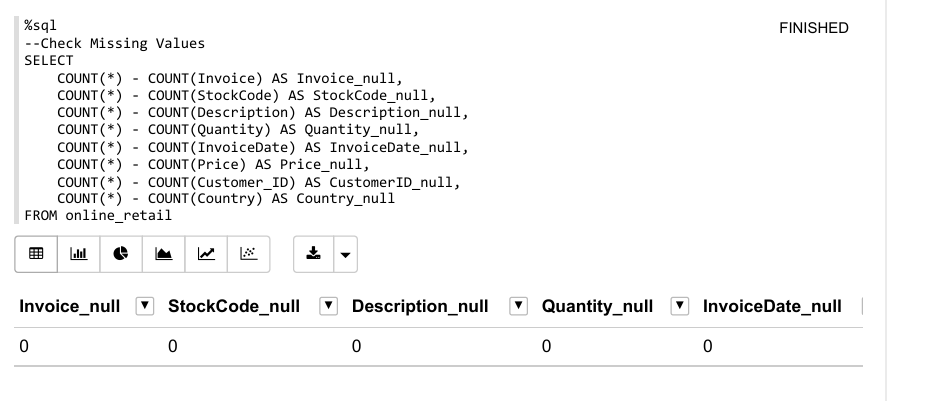 %sql
FINISHED
--Check Missing Values
SELECT
COUNT(*) - COUNT(Invoice) AS Invoice_null,
COUNT(*) - COUNT(StockCode) AS StockCode_null,
COUNT(*) - COUNT(Description) AS Description_null,
COUNT(*) - COUNT(Quantity) AS Quantity_null,
COUNT(*) - COUNT(InvoiceDate) AS InvoiceDate_null,
COUNT(*) - COUNT(Price) AS Price_null,
COUNT(*) - COUNT(Customer_ID) AS CustomerID_null,
COUNT(*) - COUNT(Country) AS Country_null
FROM online_retail
Invoice_null StockCode_null Description_null Quantity_null InvoiceDate_null
0 0 0 0 0